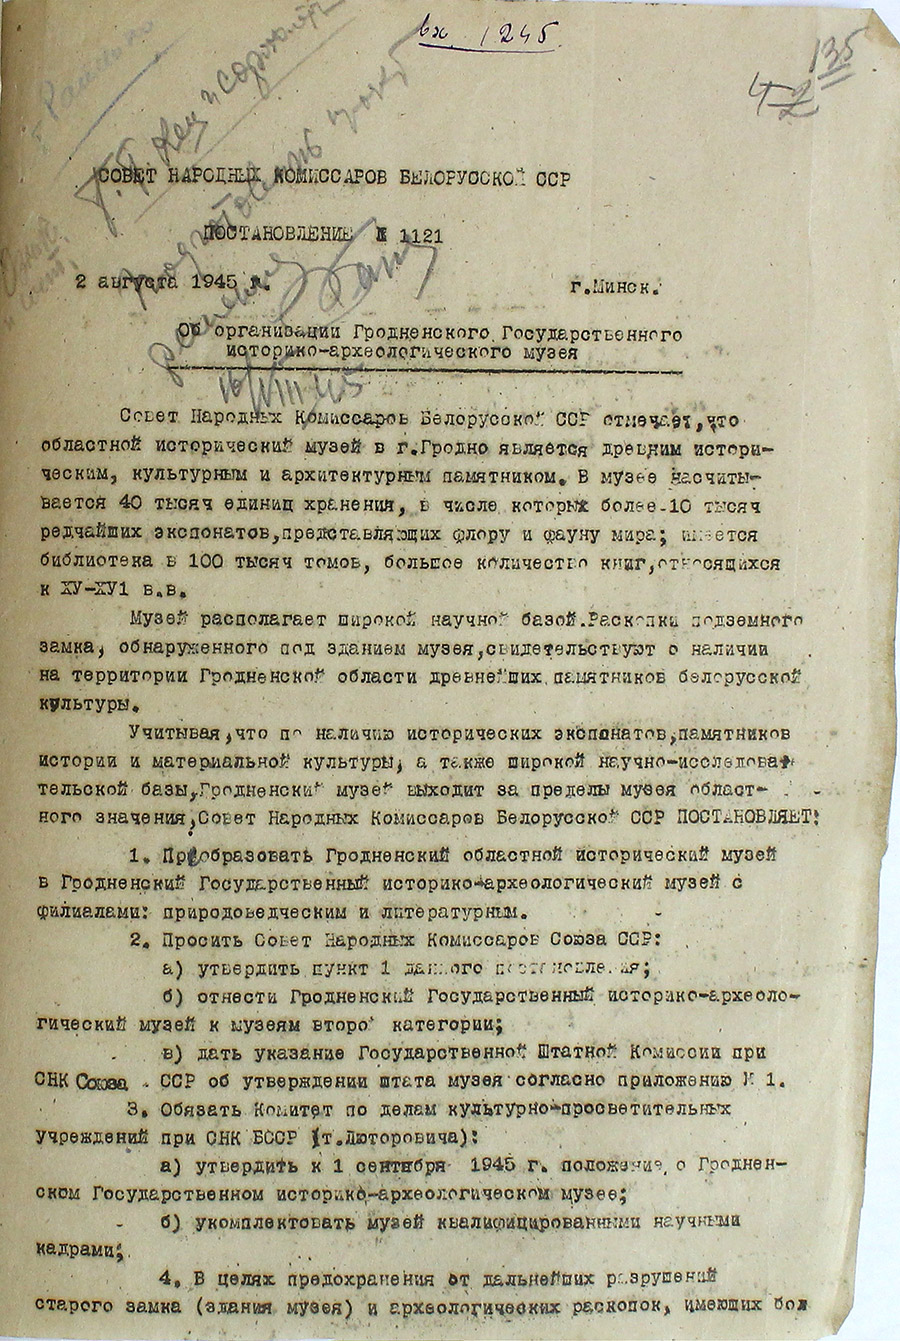 вх. 1245
135
42
СОВЕТ НАРОДНЫХ КОМИССАРОВ БЕЛОРУССКОЙ ССР
ПОСТАНОВЛЕНИЕ № 1121
2 августа 1945 г. г.Минск.
Об организации Гродненского Государственного
историко-археологического музея
16/VIII 45
Совет Народных Комиссаров Белорусской ССР отмечает,что
областной исторический музей в г.Гродно является древним истори-
ческим, культурным и архитектурным памятником. В музее насчиты-
вается 40 тысяч единиц хранения, в числе которых более 10 тысяч
редчайших экспонатов,представляющих флору и фауну мира; имеется
библиотека в 100 тысяч томов, большое количество книг,относящихся
к ХУ-ХУ1 в.в.
Музей располагает широкой научной базой.Раскопки подземного
замка, обнаруженного под зданием музея,свидетельствуют о наличии
на территории Гродненской области древнейших памятников белорусской
культуры.
Учитывая,что по наличию исторических экспонатов,памятников
истории и материальной культуры, а также широкой научно-исследова-
тельской базы,Гродненский музей выходит за пределы музея област-
ного значения,Совет Народных Комиссаров Белорусской ССР ПОСТАНОВЛЯЕТ:
1. Преобразовать Гродненский областной исторический музей
в Гродненский Государственный историко-археологический музей с
филиалами: природоведческим и литературным.
2. Просить Совет Народных Комиссаров Союза ССР:
а) утвердить пункт 1 данного постановления;
б) отнести Гродненский Государственный историко-археоло-
гический музей к музеям второй категории;
в) дать указание Государственной Штатной Комиссии при
СНК Союза ССР об утверждении штата музея согласно приложению № 1.
3. Обязать Комитет по делам культурно-просветительных
учреждений при СНК БССР (т.Люторовича):
а) утвердить к 1 сентября 1945 г. положение о Гроднен-
ском Государственном историко-археологическом музее;
б) укомплектовать музей квалифицированными научными
кадрами;
4. В целях предохранения от дальнейших разрушений
старого замка (здания музея) и археологических раскопок, имеющих бол